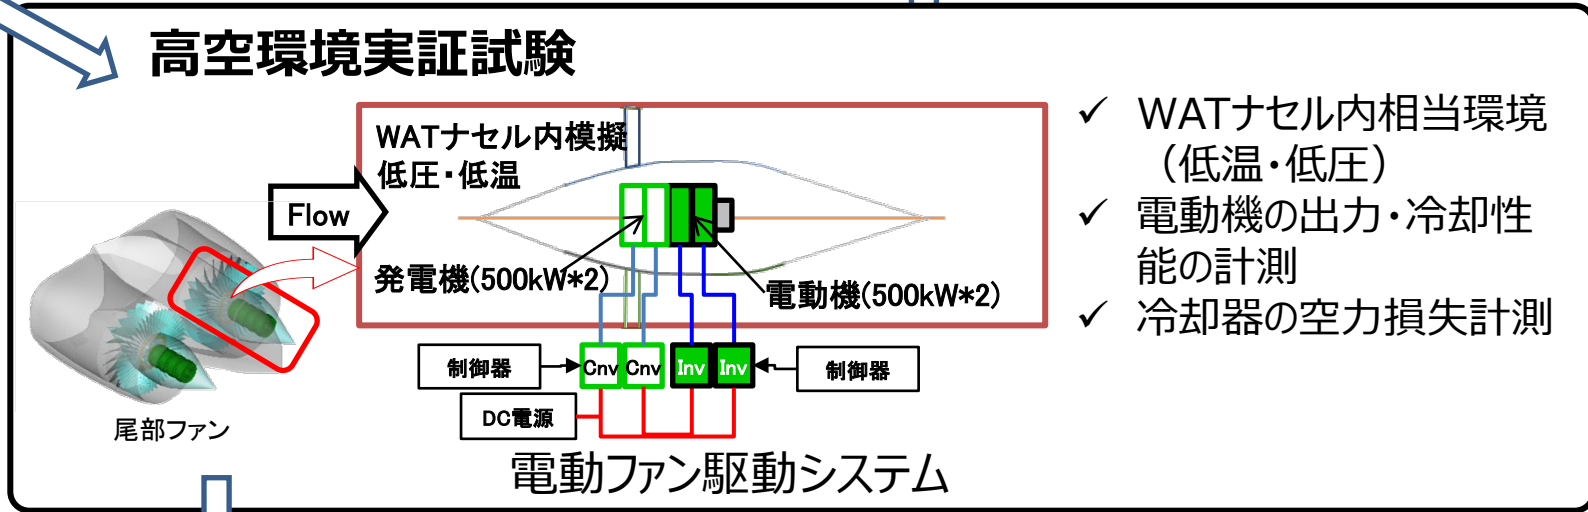 高空環境実証試験
WATナセル内模擬
低圧・低温
Flow
発電機(500kW*2)
電動機(500kW*2)
制御器
Cnv
Cnv
Inv
Inv
制御器
DC電源
尾部ファン
電動ファン駆動システム
✓ WATナセル内相当環境
（低温・低圧）
✓ 電動機の出力・冷却性
能の計測
✓ 冷却器の空力損失計測